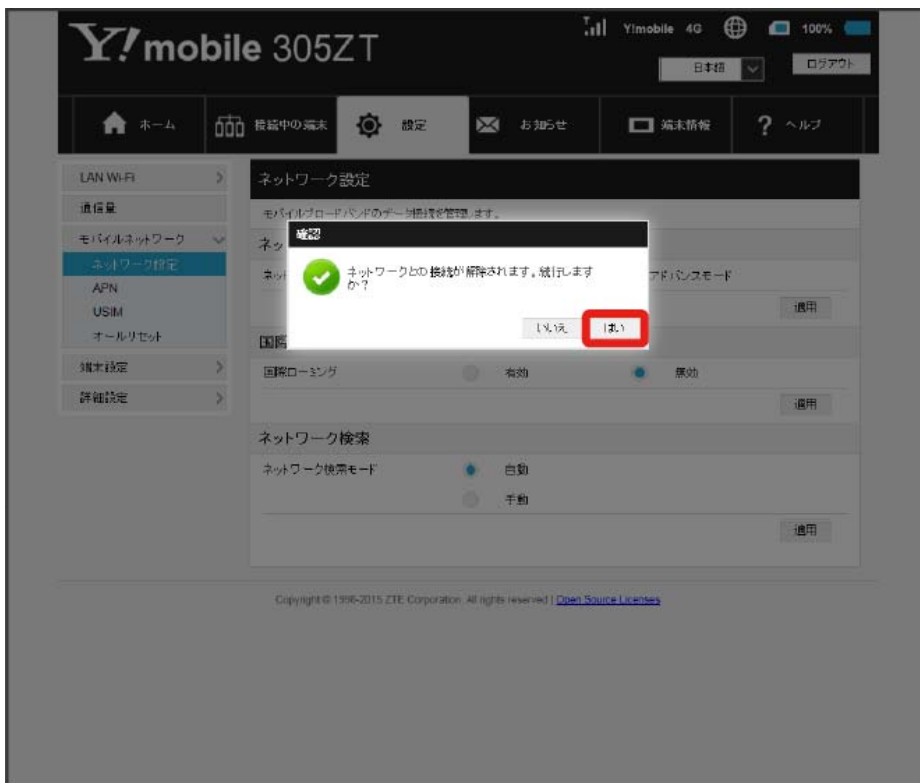 Y! mobile 305ZT
Y!mobile 4G 100%
日本語 ログアウト
ホーム 接続中の端末 設定 お知らせ 端末情報 ? ヘルプ
LAN Wi-Fi
通信量
モバイルネットワーク
ネットワーク設定
APN
USIM
オールリセット
端末設定
詳細設定
ネットワーク設定
モバイルブロードバンドのデータ接続を管理します。
確認
ネットワークとの接続が解除されます。続行します
か？
いいえ はい
ネッ
ネッ アドバンスモード
適用
国際
国際ローミング 有効 無効
適用
ネットワーク検索
ネットワーク検索モード 自動
手動
適用
Copyright © 1998-2015 ZTE Corporation. All rights reserved | Open Source Licenses